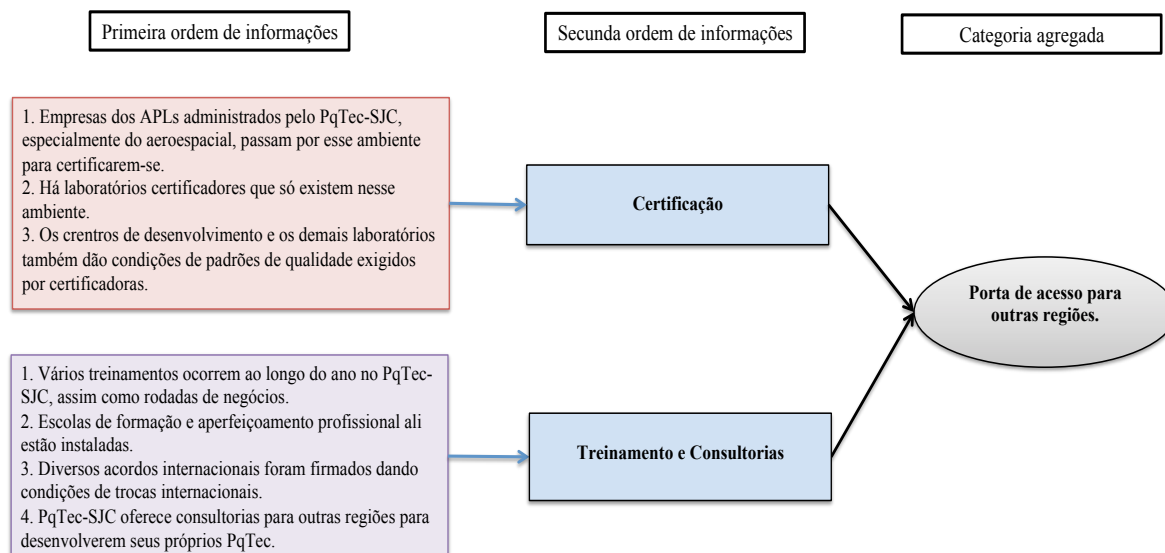 Primeira ordem de informações
Secunda ordem de informações
Categoria agregada
1. Empresas dos APLs administrados pelo PqTec-SJC,
especialmente do aeroespacial, passam por esse ambiente
para certificarem-se.
2. Há laboratórios certificadores que só existem nesse
ambiente.
3. Os crentros de desenvolvimento e os demais laboratórios
também dão condições de padrões de qualidade exigidos
por certificadoras.
Certificação
Porta de acesso para
outras regiões.
1. Vários treinamentos ocorrem ao longo do ano no PqTec-
SJC, assim como rodadas de negócios.
2. Escolas de formação e aperfeiçoamento profissional ali
estão instaladas.
3. Diversos acordos internacionais foram firmados dando
condições de trocas internacionais.
4. PqTec-SJC oferece consultorias para outras regiões para
desenvolverem seus próprios PqTec.
Treinamento e Consultorias